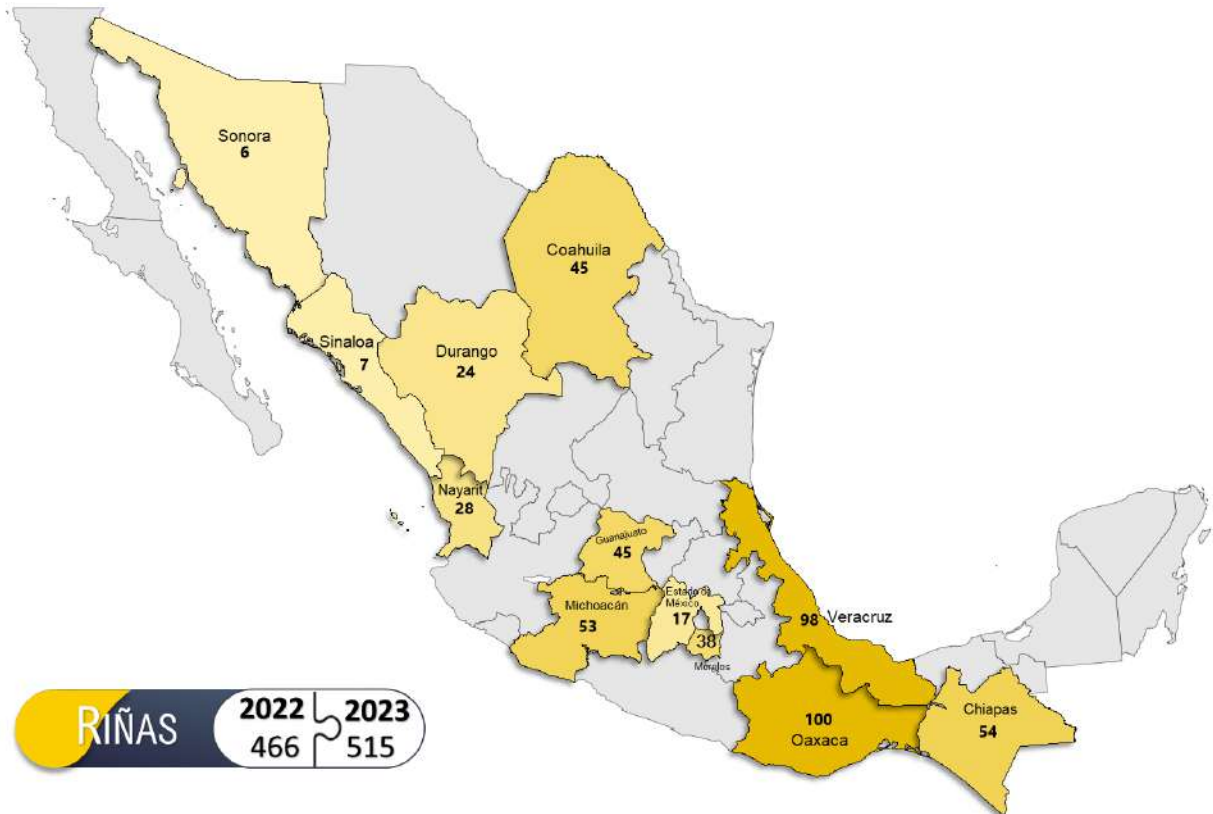 Sonora
6
Coahuila
45
Sinaloa
7
Durango
24
Nayarit
28
Guanajuato
45
Michoacán
53
Estado de
México
17
38
Morelos
98 Veracruz
100
Oaxaca
Chiapas
54
RIÑAS
2022 2023
466 515